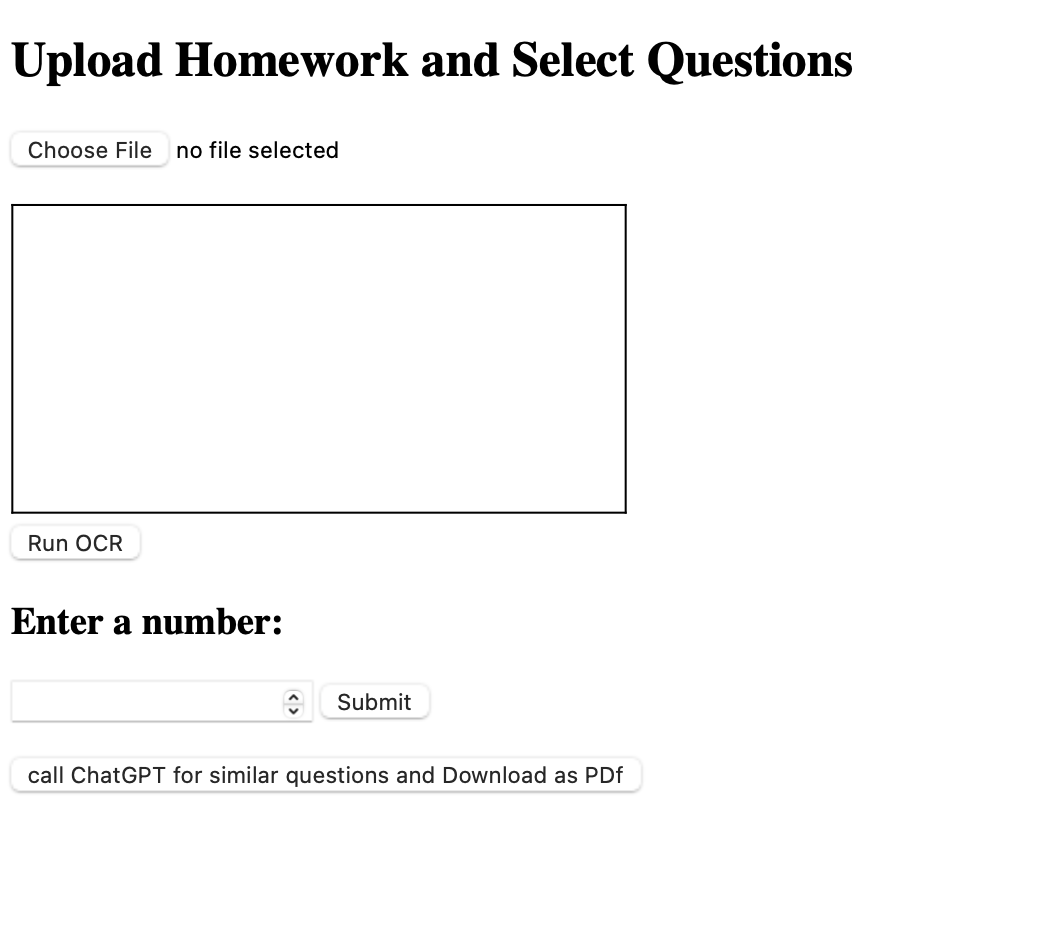 Upload Homework and Select Questions
Choose File no file selected
Run OCR
Enter a number:
Submit
call ChatGPT for similar questions and Download as PDf